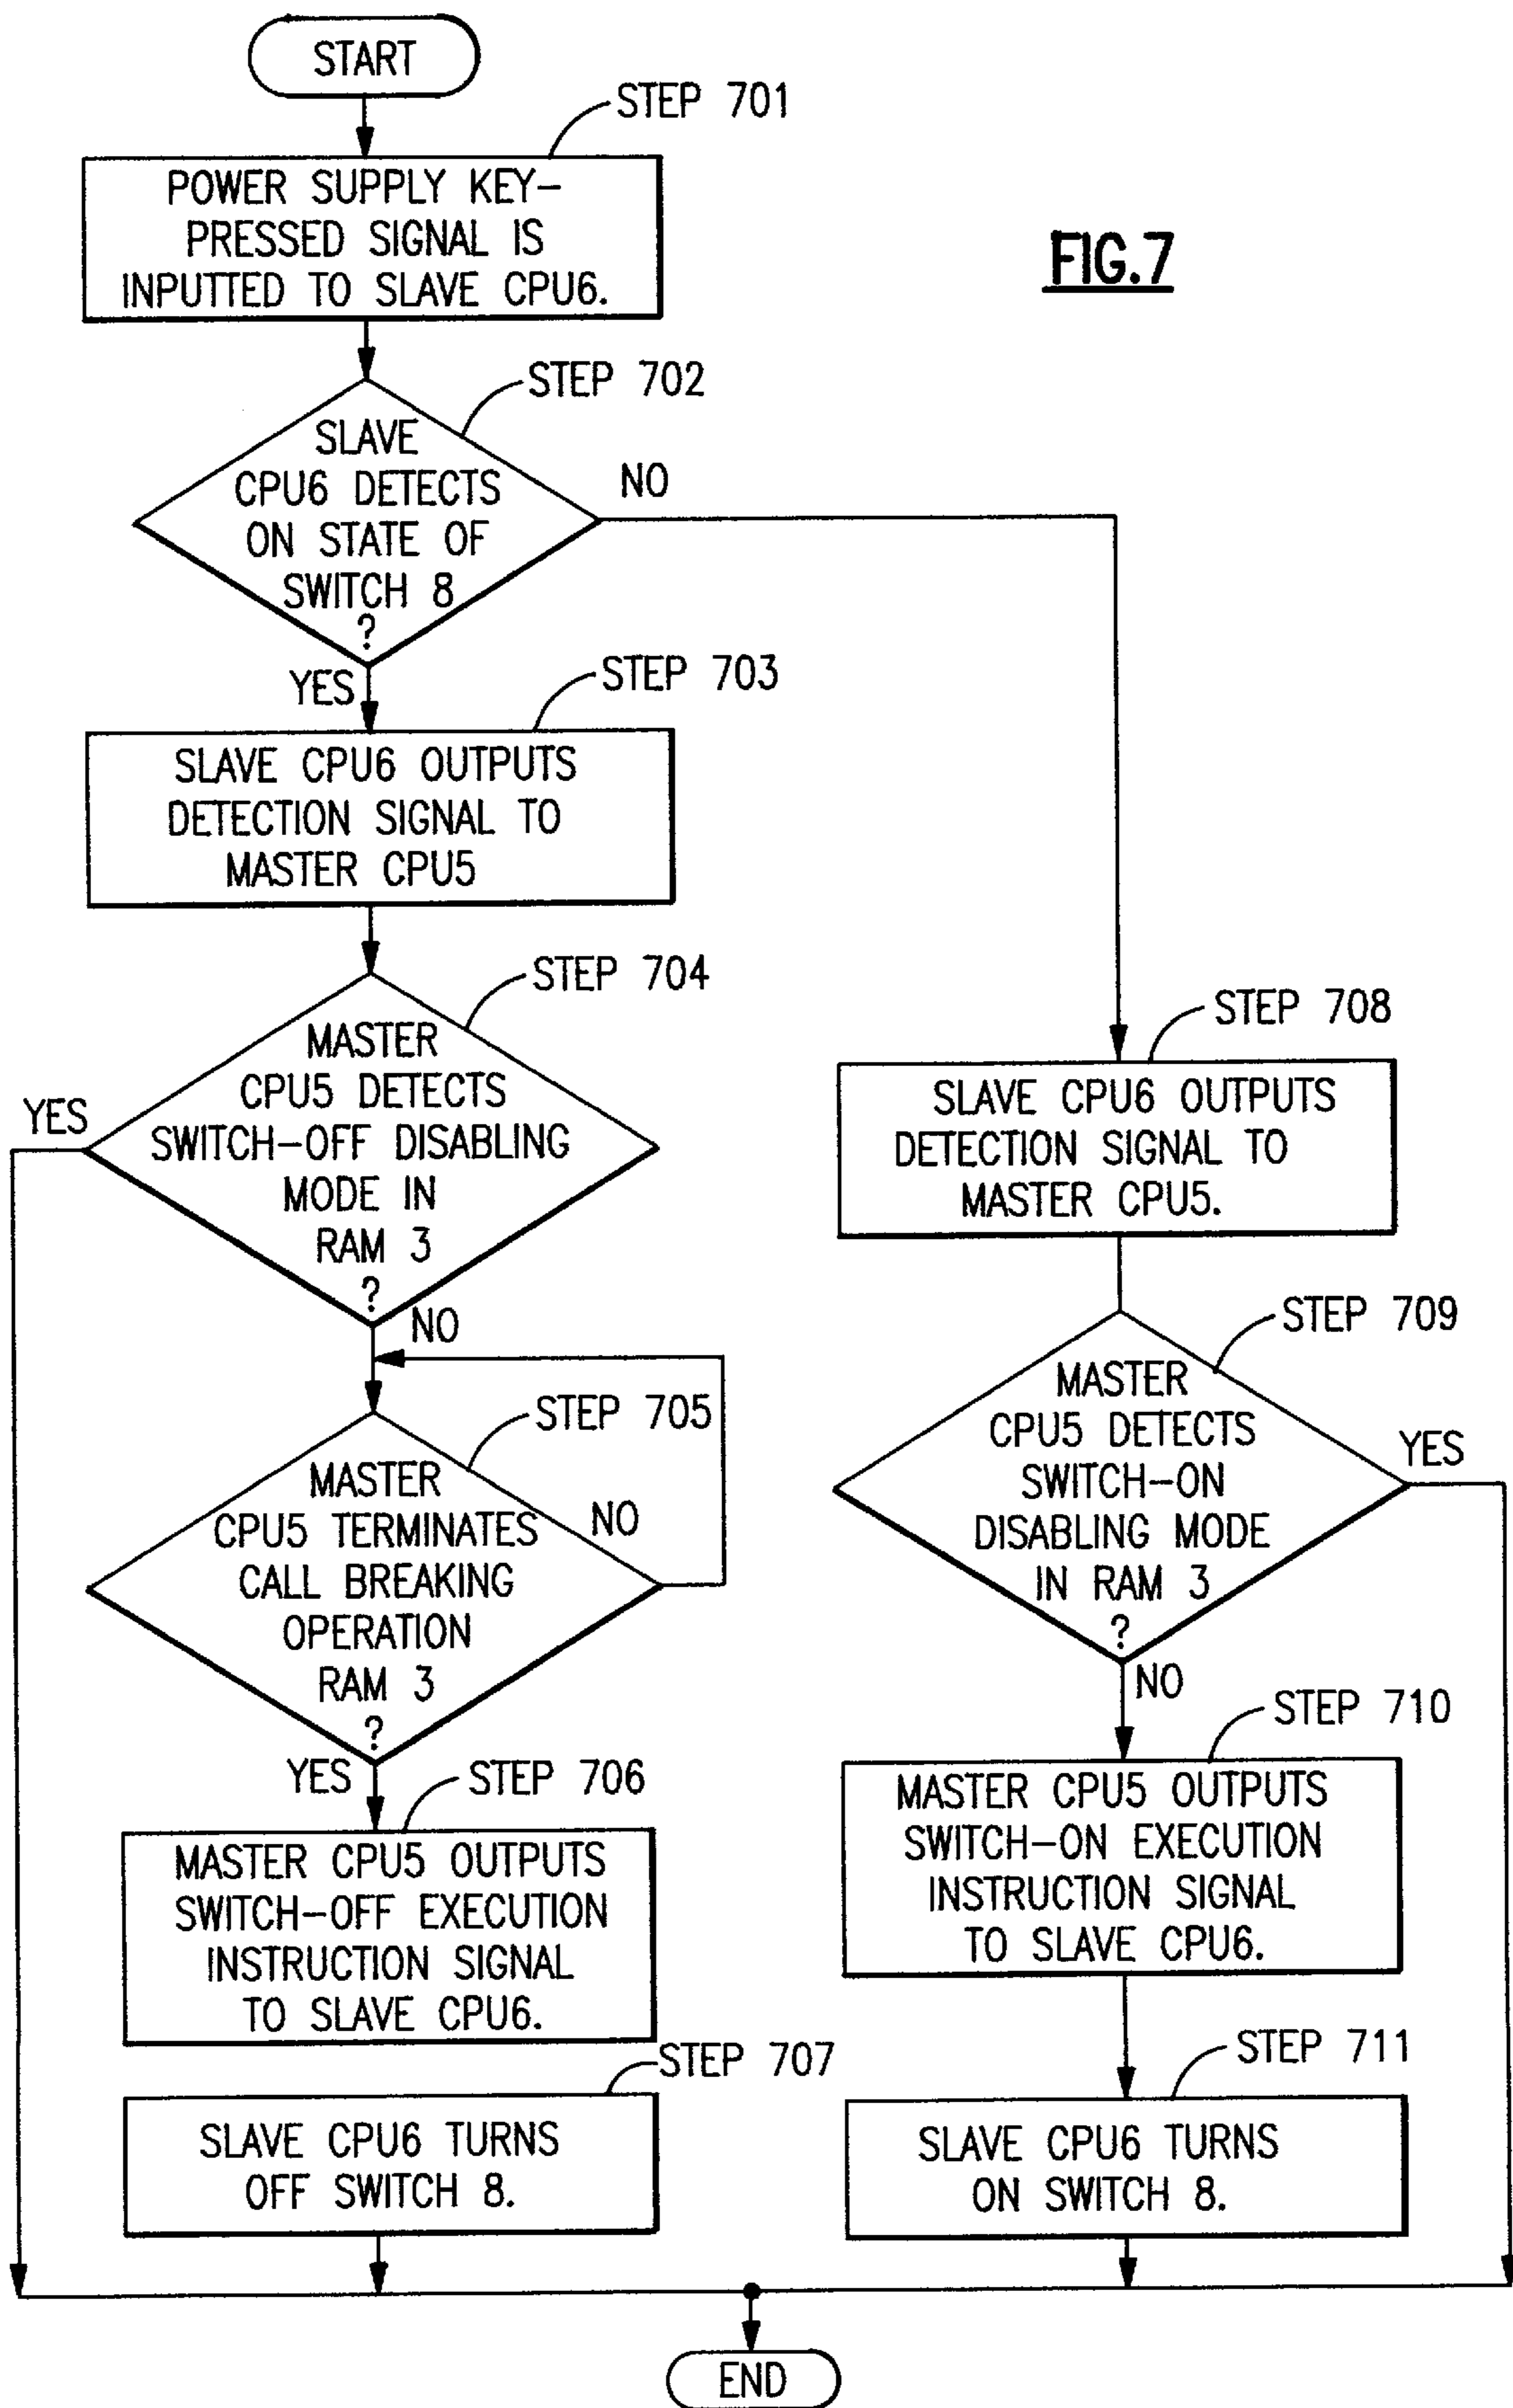 START
STEP 701
POWER SUPPLY KEY-
PRESSED SIGNAL IS
INPUTTED TO SLAVE CPU6.
FIG.7
STEP 702
SLAVE
CPU6 DETECTS
ON STATE OF
SWITCH 8
?
NO
YES
STEP 703
SLAVE CPU6 OUTPUTS
DETECTION SIGNAL TO
MASTER CPU5
STEP 704
MASTER
CPU5 DETECTS
SWITCH-OFF DISABLING
MODE IN
RAM 3
?
YES
NO
STEP 705
MASTER
CPU5 TERMINATES
CALL BREAKING
OPERATION
RAM 3
?
NO
YES
STEP 706
MASTER CPU5 OUTPUTS
SWITCH-OFF EXECUTION
INSTRUCTION SIGNAL
TO SLAVE CPU6.
STEP 707
SLAVE CPU6 TURNS
OFF SWITCH 8.
STEP 708
SLAVE CPU6 OUTPUTS
DETECTION SIGNAL TO
MASTER CPU5.
STEP 709
MASTER
CPU5 DETECTS
SWITCH-ON
DISABLING MODE
IN RAM 3
?
YES
NO
STEP 710
MASTER CPU5 OUTPUTS
SWITCH-ON EXECUTION
INSTRUCTION SIGNAL
TO SLAVE CPU6.
STEP 711
SLAVE CPU6 TURNS
ON SWITCH 8.
END